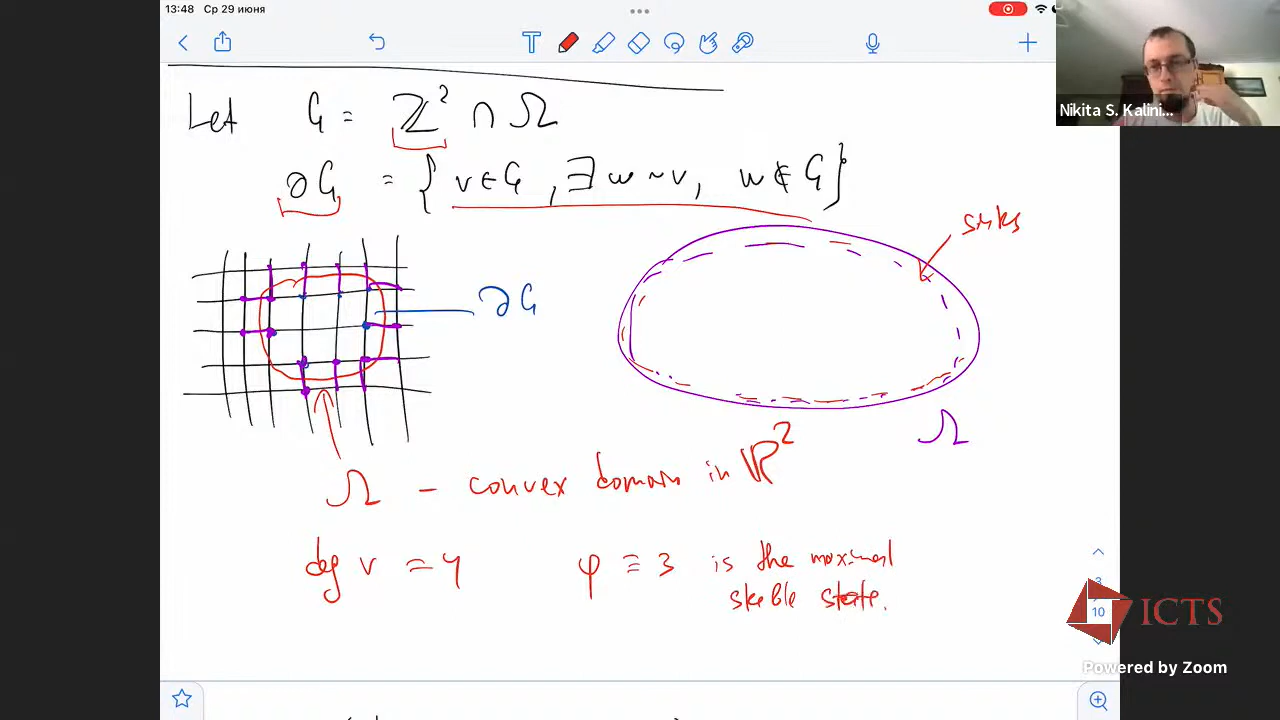 13:48 Ср 29 июня
Nikita S. Kalini...
Let G = ℤ² ∩ Ω
∂G = { v ∈ G, ∃ w ~ v, w ∉ G }
sinks
∂G
Ω
Ω – convex domain in ℝ²
deg v = 4 φ ≡ 3 is the maximal
stable state.
3
10
ICTS
Powered by Zoom